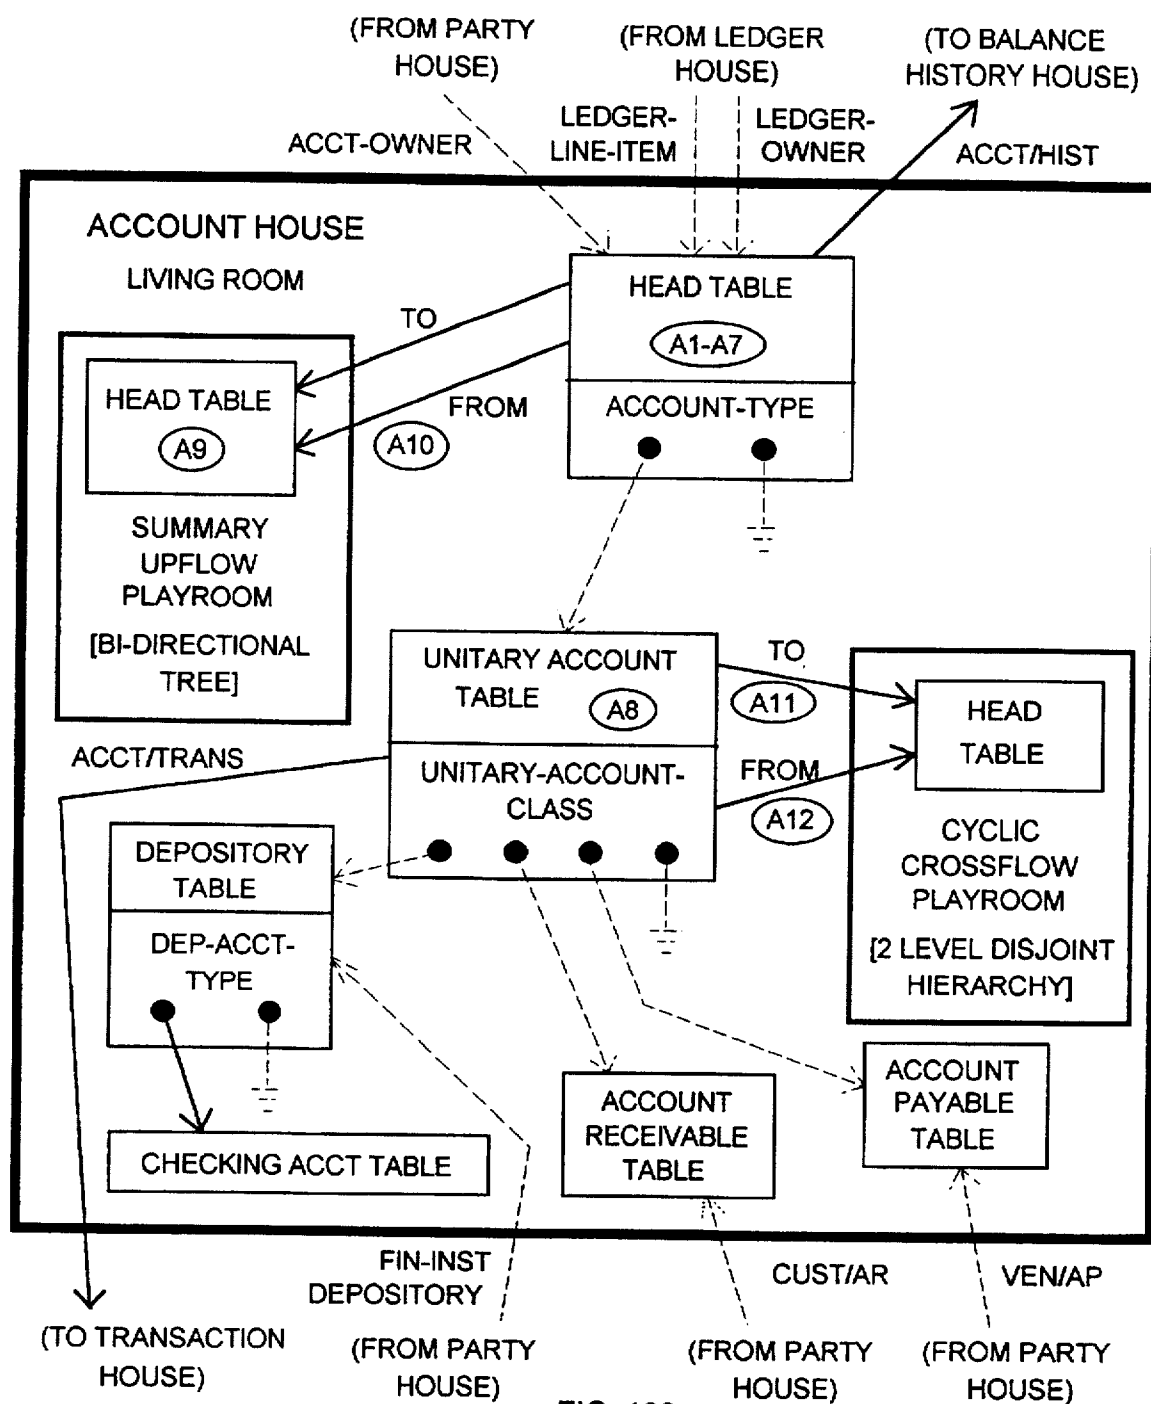 (FROM PARTY
HOUSE)
(FROM LEDGER
HOUSE)
(TO BALANCE
HISTORY HOUSE)
ACCT-OWNER
LEDGER-
LINE-ITEM
LEDGER-
OWNER
ACCT/HIST
ACCOUNT HOUSE
LIVING ROOM
HEAD TABLE
A1-A7
ACCOUNT-TYPE
TO
FROM
A10
HEAD TABLE
A9
SUMMARY
UPFLOW
PLAYROOM
[BI-DIRECTIONAL
TREE]
UNITARY ACCOUNT
TABLE
A8
UNITARY-ACCOUNT-
CLASS
TO
A11
FROM
A12
HEAD
TABLE
CYCLIC
CROSSFLOW
PLAYROOM
[2 LEVEL DISJOINT
HIERARCHY]
ACCT/TRANS
DEPOSITORY
TABLE
DEP-ACCT-
TYPE
CHECKING ACCT TABLE
ACCOUNT
RECEIVABLE
TABLE
ACCOUNT
PAYABLE
TABLE
FIN-INST
DEPOSITORY
CUST/AR
VEN/AP
(TO TRANSACTION
HOUSE)
(FROM PARTY
HOUSE)
(FROM PARTY
HOUSE)
(FROM PARTY
HOUSE)